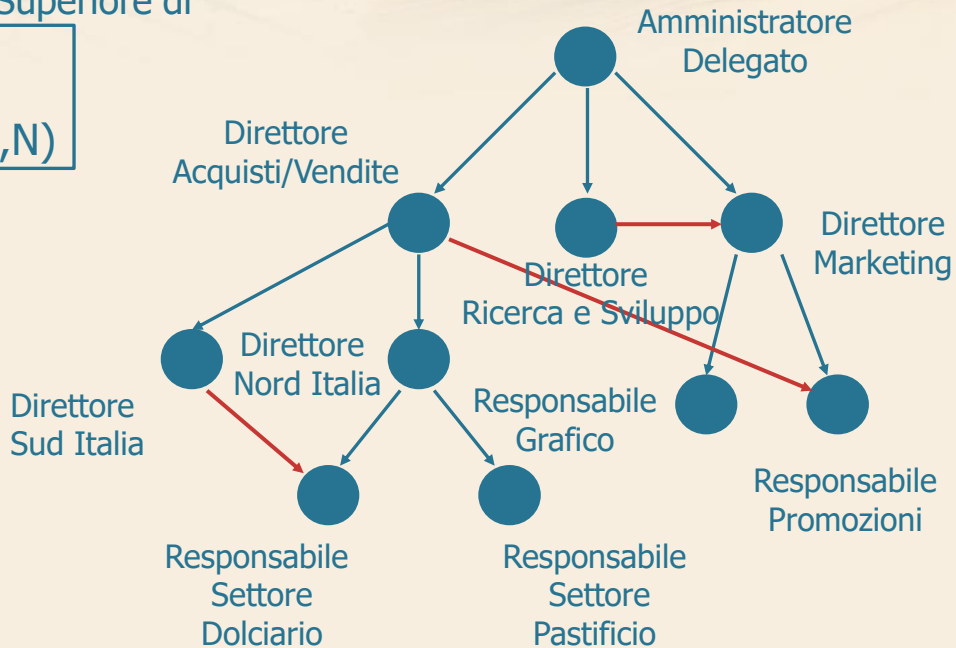 Superiore di
,N)
Amministratore
Delegato
Direttore
Acquisti/Vendite
Direttore
Marketing
Direttore
Ricerca e Sviluppo
Direttore
Nord Italia
Direttore
Sud Italia
Responsabile
Grafico
Responsabile
Promozioni
Responsabile
Settore
Dolciario
Responsabile
Settore
Pastificio